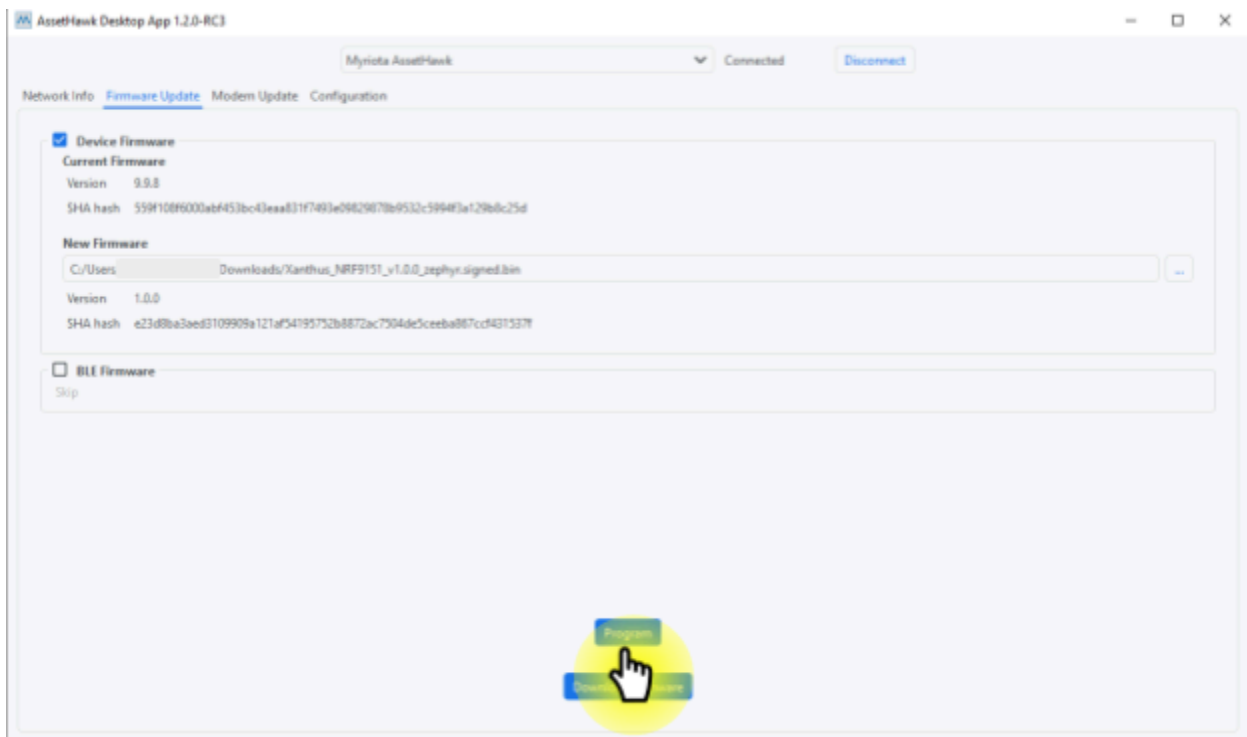 AssetHawk Desktop App 1.2.0-RC3
Myriota AssetHawk Connected Disconnect
Network Info Firmware Update Modem Update Configuration
Device Firmware
Current Firmware
Version 9.9.8
SHA hash
New Firmware
C:/Users Downloads/Xanthus_NRF9151_v1.0.0_zephyr.signed.bin
...
Version 1.0.0
SHA hash
BLE Firmware
Skip
Program